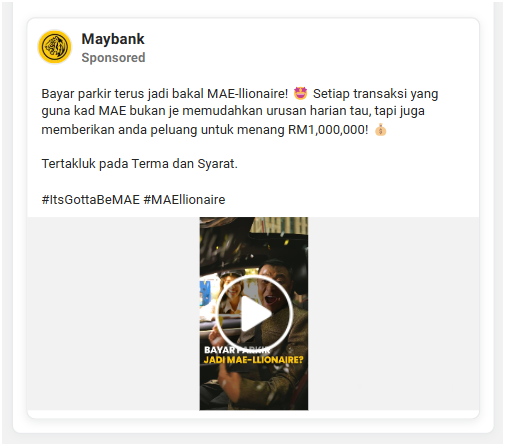 Maybank
Sponsored
Bayar parkir terus jadi bakal MAE-llionaire! 🤩 Setiap transaksi yang
guna kad MAE bukan je memudahkan urusan harian tau, tapi juga
memberikan anda peluang untuk menang RM1,000,000! 💰
Tertakluk pada Terma dan Syarat.
#ItsGottaBeMAE #MAEllionaire
BAYAR PARKIR
JADI MAE-LLIONAIRE?